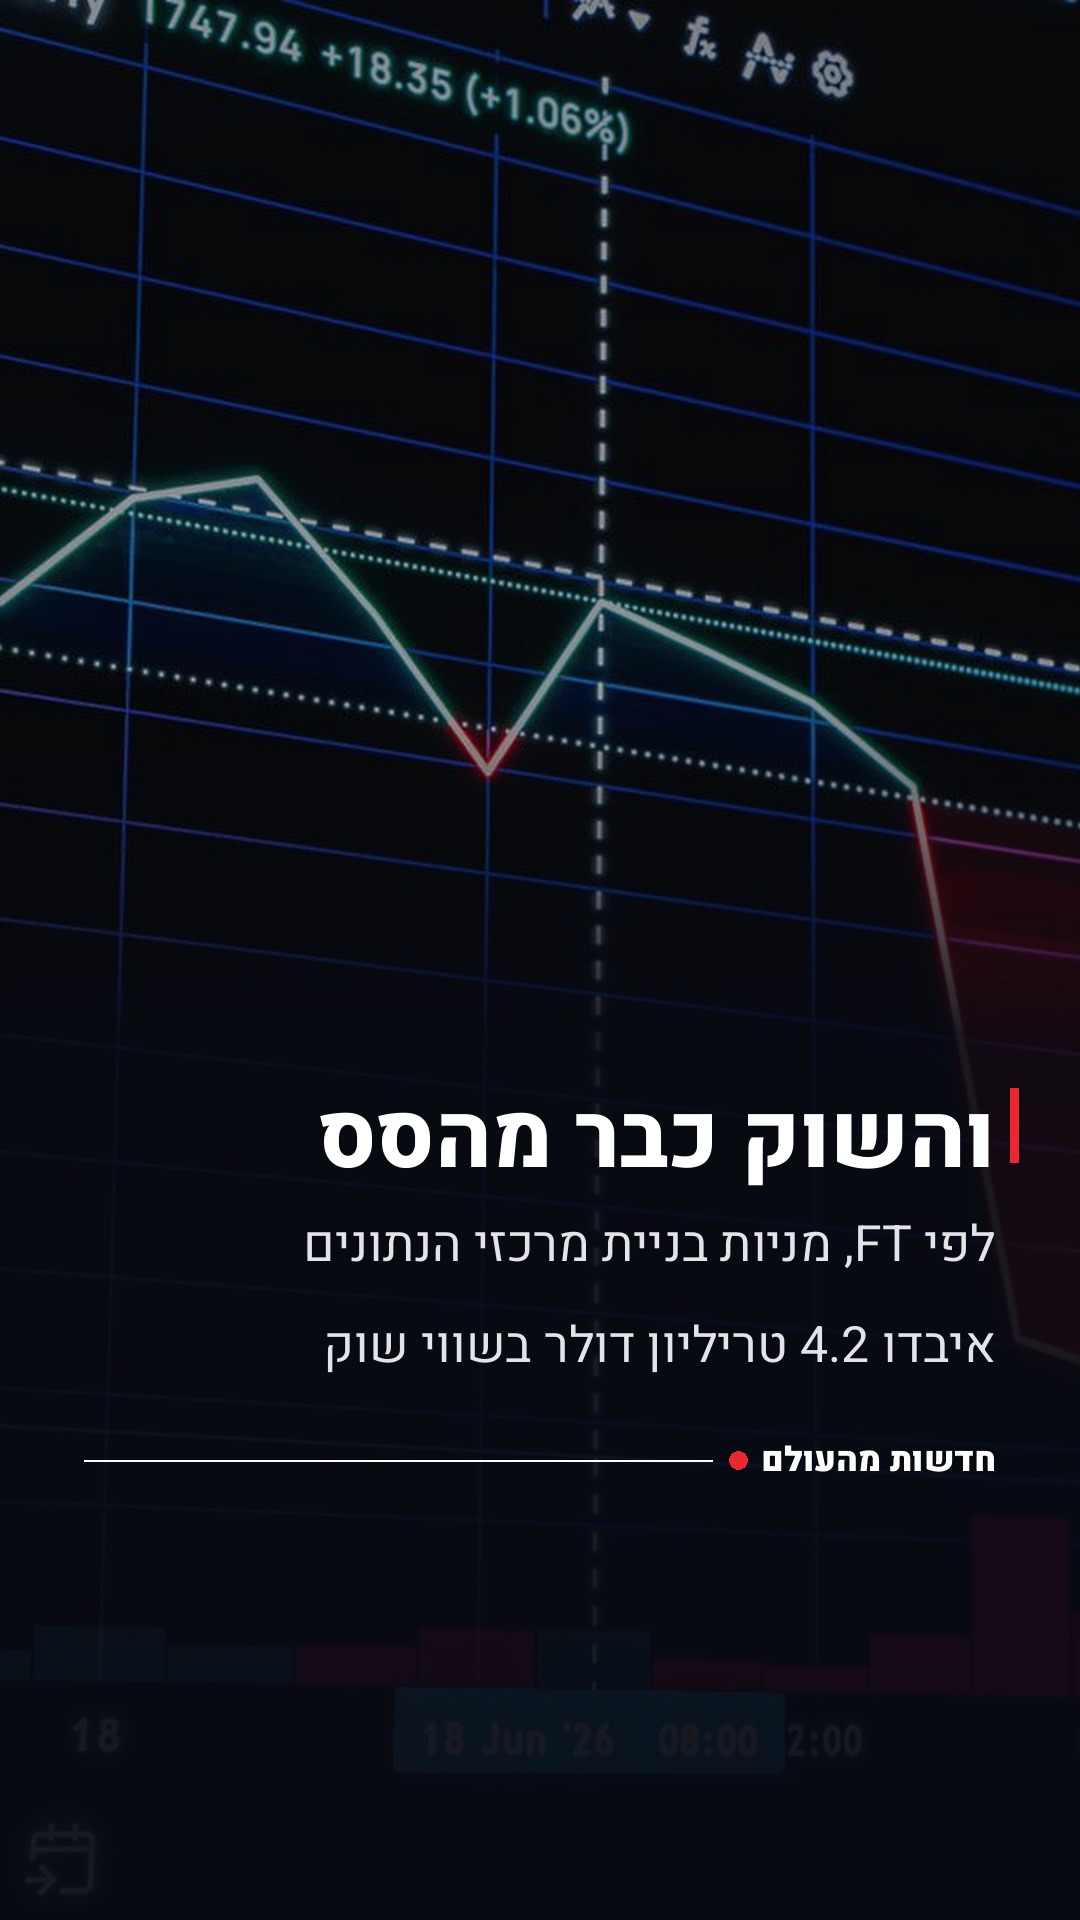 1747.94 +18.35 (+1.06%)
והשוק כבר מהסס
לפי FT, מניות בניית מרכזי הנתונים
איבדו 4.2 טריליון דולר בשווי שוק
חדשות מהעולם
18 18 Jun '26 08:00 2:00